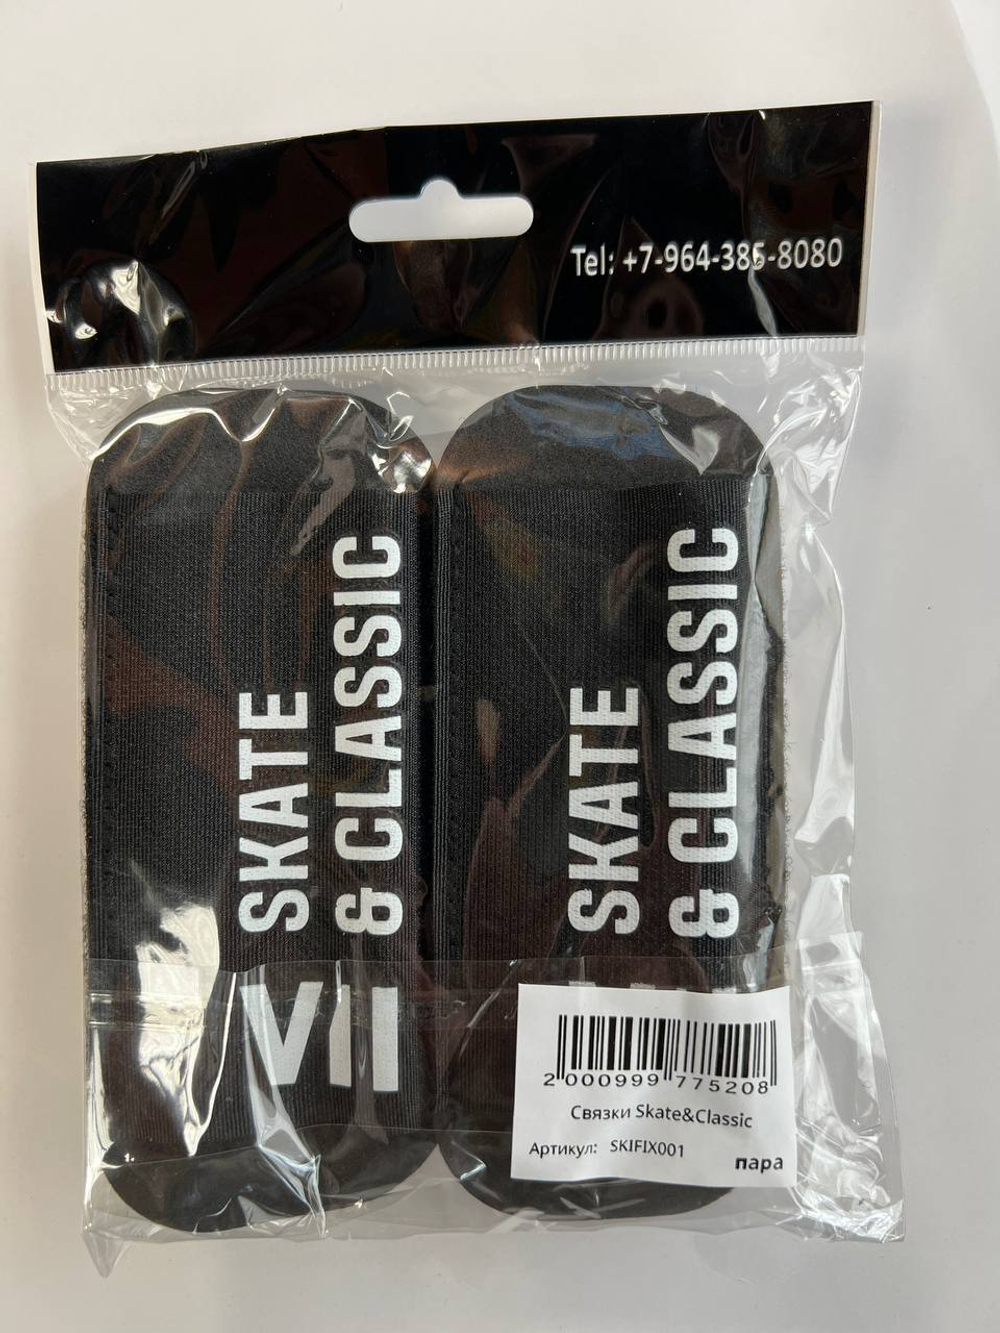 Tel: +7-964-385-8080
SKATE
& CLASSIC
VII
SKATE
& CLASSIC
2 000999 775208
Связки Skate&Classic
Артикул: SKIFIX001
пара